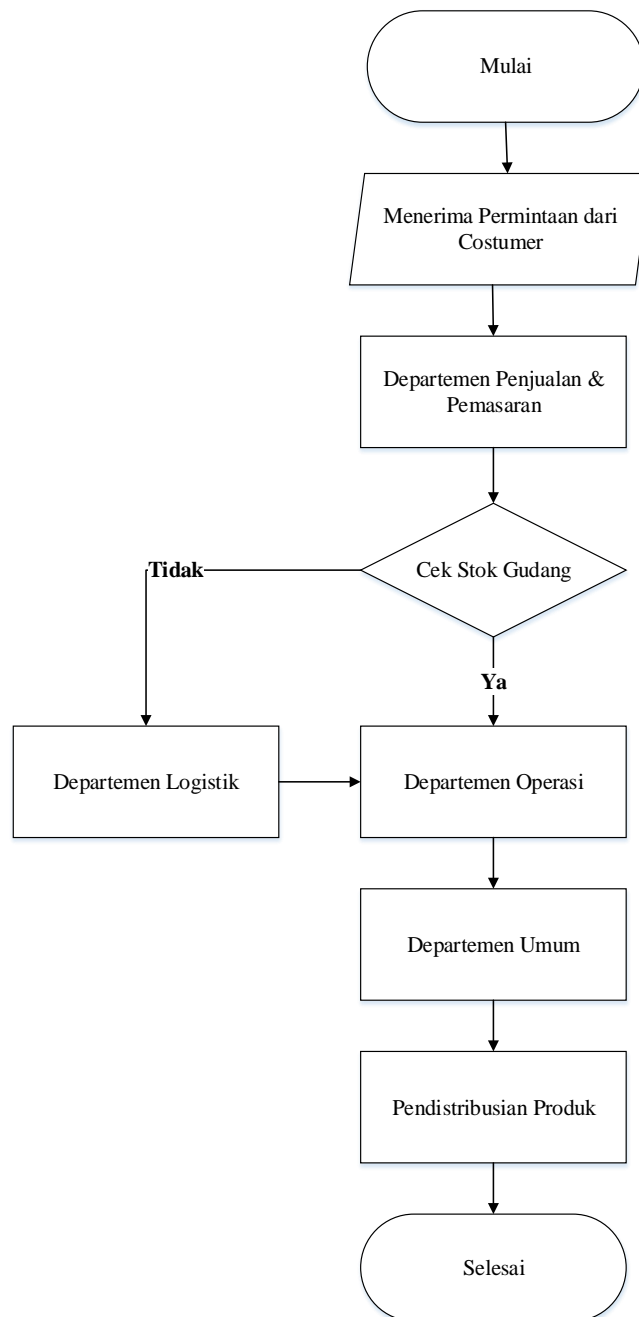 Mulai
Menerima Permintaan dari
Costumer
Departemen Penjualan &
Pemasaran
Cek Stok Gudang
Tidak
Ya
Departemen Logistik
Departemen Operasi
Departemen Umum
Pendistribusian Produk
Selesai